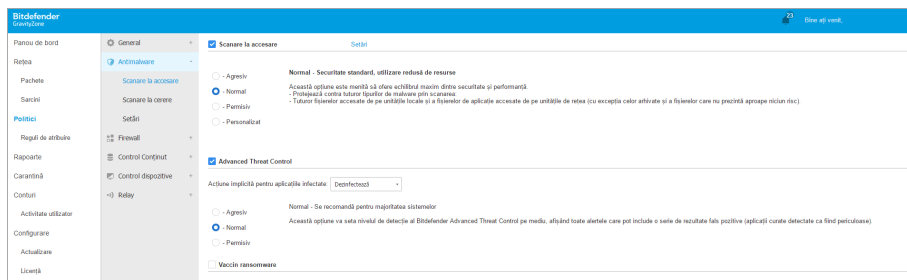 Bitdefender
GravityZone
23
Bine ați venit,
Panou de bord
Rețea
Pachete
Sarcini
Politici
Reguli de atribuire
Rapoarte
Carantină
Conturi
Activitate utilizator
Configurare
Actualizare
Licență
General +
Antimalware -
Scanare la accesare
Scanare la cerere
Setări
Firewall +
Control Conținut +
Control dispozitive +
Relay +
Scanare la accesare Setări
- Agresiv
- Normal
- Permisiv
- Personalizat
Normal - Securitate standard, utilizare redusă de resurse
Această opțiune este menită să ofere echilibrul maxim dintre securitate și performanță.
- Protejează contra tuturor tipurilor de malware prin scanarea:
- Tuturor fișierelor accesate de pe unitățile locale și a fișierelor de aplicație accesate de pe unitățile de rețea (cu excepția celor arhivate și a fișierelor care nu prezintă aproape niciun risc).
Advanced Threat Control
Acțiune implicită pentru aplicațiile infectate: Dezinfectează
- Agresiv
- Normal
- Permisiv
Normal - Se recomandă pentru majoritatea sistemelor
Această opțiune va seta nivelul de detecție al Bitdefender Advanced Threat Control pe mediu, afișând toate alertele care pot include o serie de rezultate fals pozitive (aplicații curate detectate ca fiind periculoase).
Vaccin ransomware